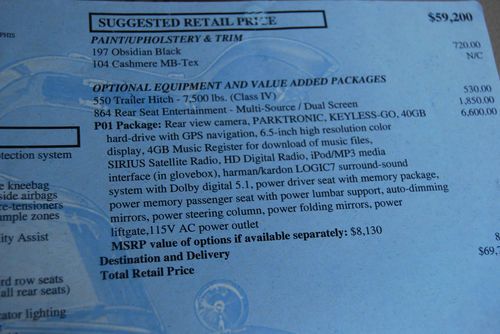 SUGGESTED RETAIL PRICE $59,200
PHIS PAINT/UPHOLSTERY & TRIM
197 Obsidian Black 720.00
104 Cashmere MB-Tex N/C
OPTIONAL EQUIPMENT AND VALUE ADDED PACKAGES
550 Trailer Hitch - 7,500 lbs. (Class IV) 530.00
864 Rear Seat Entertainment - Multi-Source / Dual Screen 1,850.00
P01 Package: Rear view camera, PARKTRONIC, KEYLESS-GO, 40GB 6,600.00
hard-drive with GPS navigation, 6.5-inch high resolution color
display, 4GB Music Register for download of music files,
SIRIUS Satellite Radio, HD Digital Radio, iPod/MP3 media
interface (in glovebox), harman/kardon LOGIC7 surround-sound
system with Dolby digital 5.1, power driver seat with memory package,
power memory passenger seat with power lumbar support, auto-dimming
mirrors, power steering column, power folding mirrors, power
liftgate,115V AC power outlet
MSRP value of options if available separately: $8,130
Destination and Delivery 8
Total Retail Price $69,
tection system
e kneebag
side airbags
re-tensioners
umple zones
ity Assist
rd row seats
all rear seats)
cator lighting